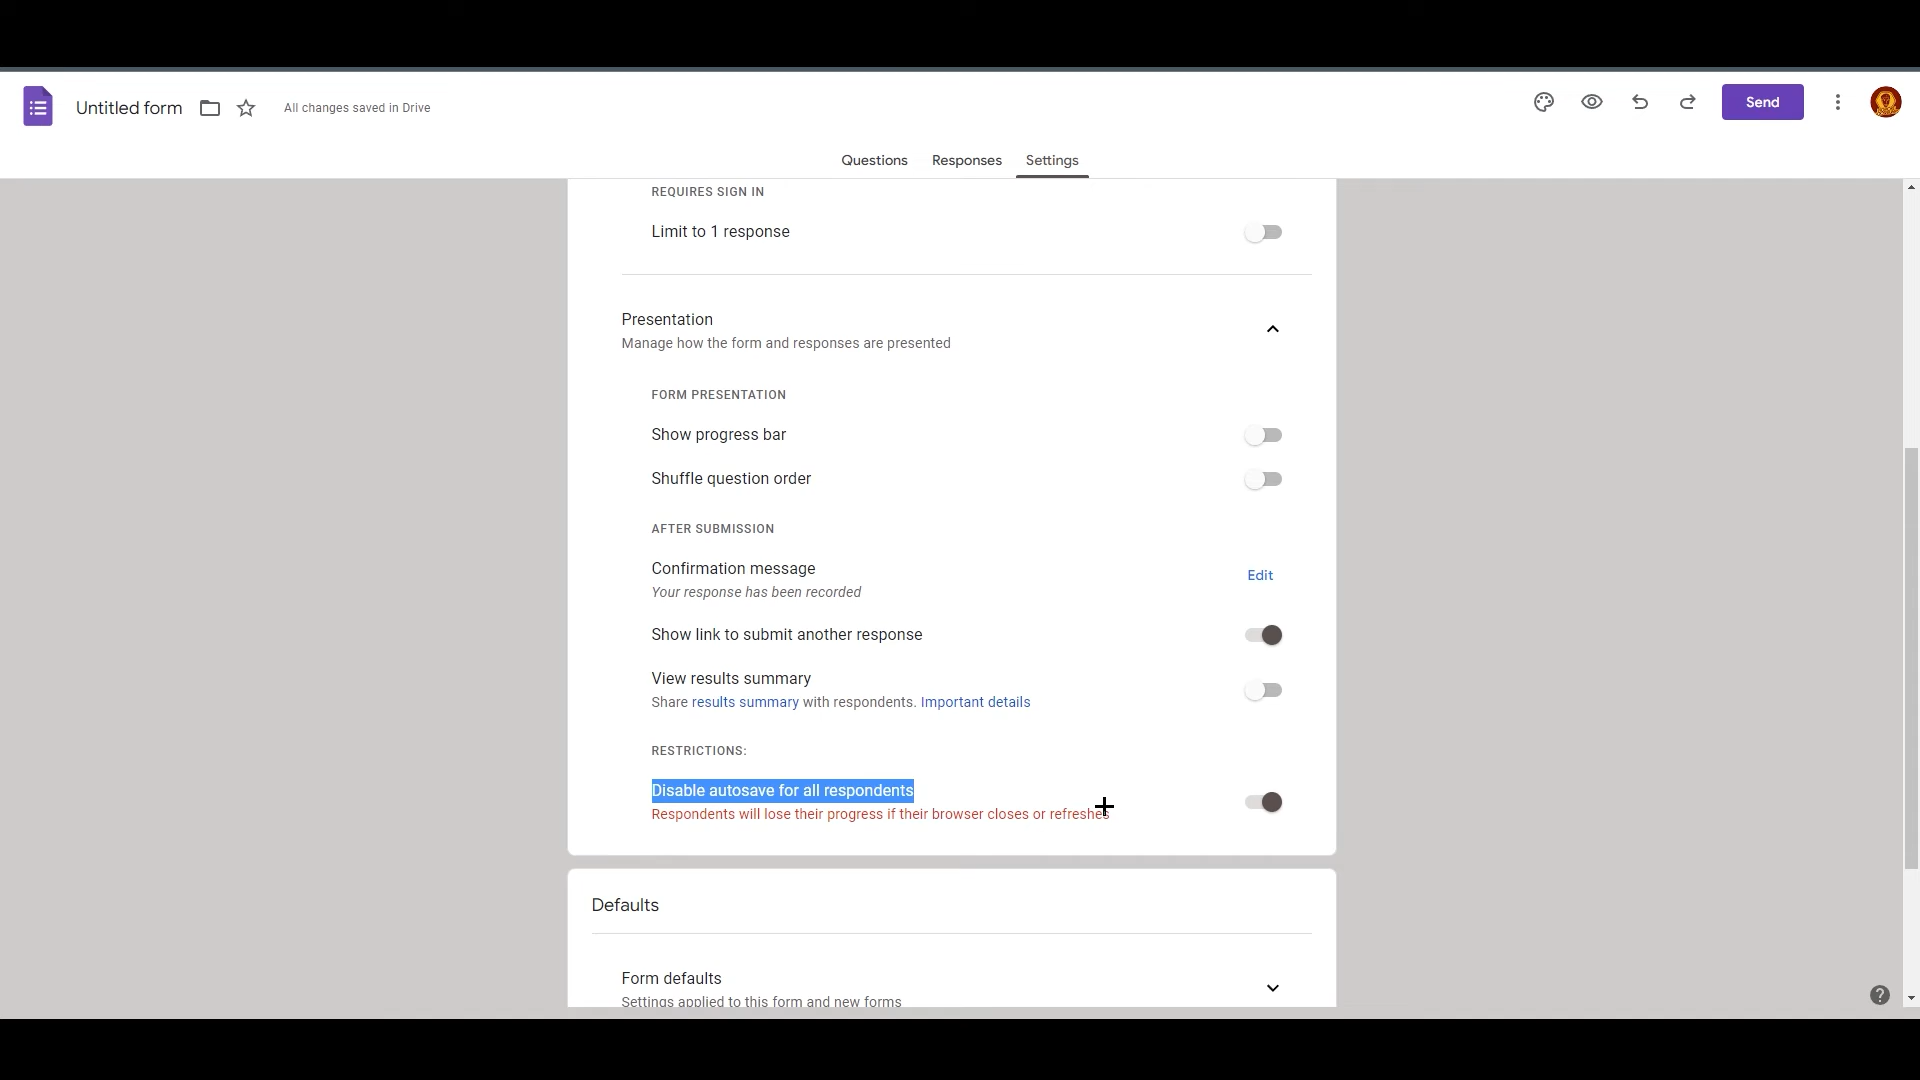 Untitled form
All changes saved in Drive
Send
Questions
Responses
Settings
REQUIRES SIGN IN
Limit to 1 response
Presentation
Manage how the form and responses are presented
FORM PRESENTATION
Show progress bar
Shuffle question order
AFTER SUBMISSION
Confirmation message
Edit
Your response has been recorded
Show link to submit another response
View results summary
Share results summary with respondents. Important details
RESTRICTIONS:
Disable autosave for all respondents
Respondents will lose their progress if their browser closes or refreshes
Defaults
Form defaults
Settings applied to this form and new forms